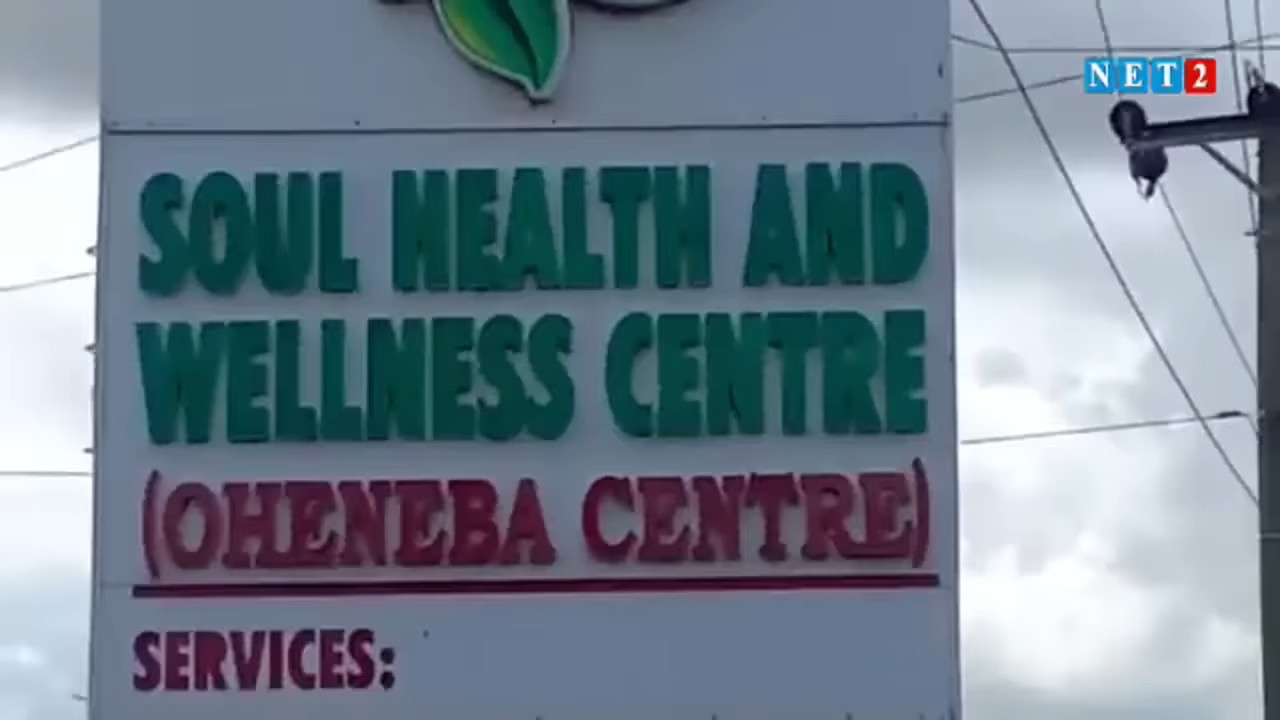 NET2
SOUL HEALTH AND
WELLNESS CENTRE
(OHENEBA CENTRE)
SERVICES: